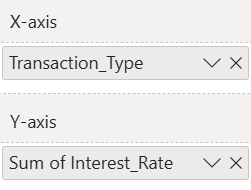 X-axis
Transaction_Type
Y-axis
Sum of Interest_Rate